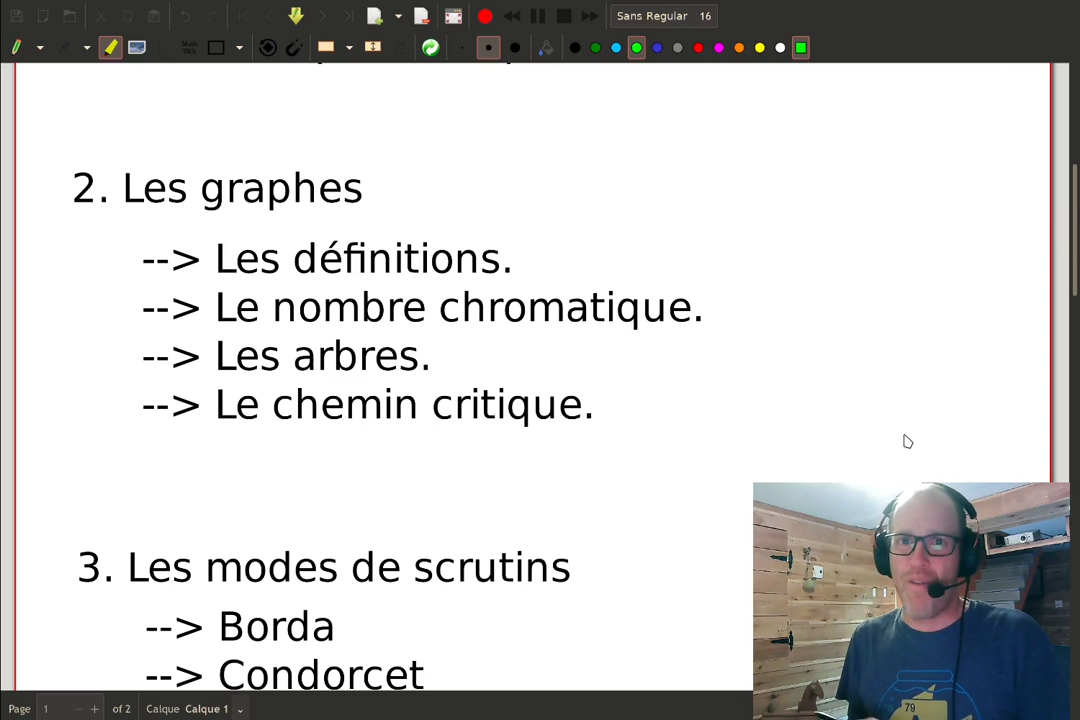 Sans Regular 16
2. Les graphes
--> Les définitions.
--> Le nombre chromatique.
--> Les arbres.
--> Le chemin critique.
3. Les modes de scrutins
--> Borda
--> Condorcet
79
Page 1 of 2 Calque Calque 1